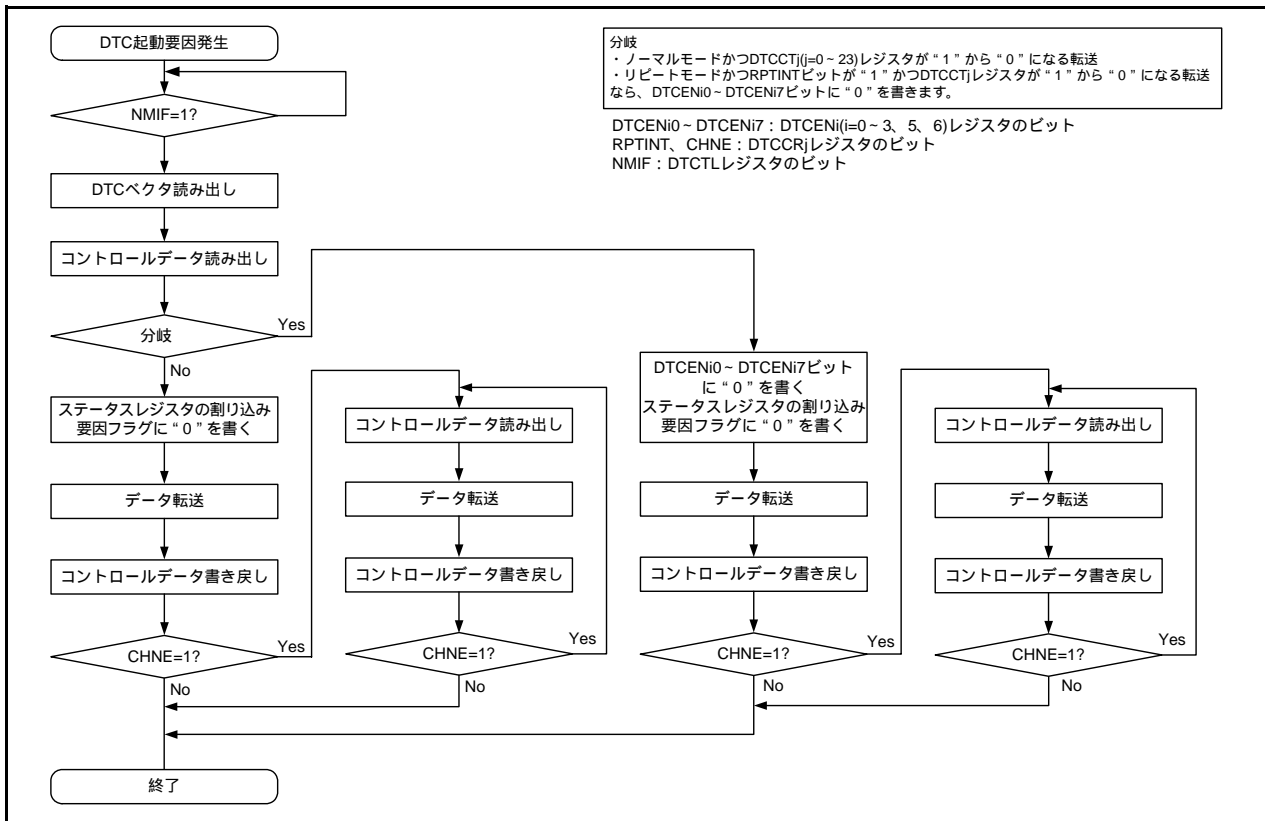 DTC起動要因発生
NMIF=1?
DTCベクタ読み出し
コントロールデータ読み出し
分岐
Yes
No
ステータスレジスタの割り込み
要因フラグに“0”を書く
データ転送
コントロールデータ書き戻し
CHNE=1?
Yes
No
終了
コントロールデータ読み出し
データ転送
コントロールデータ書き戻し
CHNE=1?
Yes
No
分岐
・ノーマルモードかつDTCCTj(j=0~23)レジスタが“1”から“0”になる転送
・リピートモードかつRPTINTビットが“1”かつDTCCTjレジスタが“1”から“0”になる転送
なら、DTCENi0~DTCENi7ビットに“0”を書きます。
DTCENi0~DTCENi7:DTCENi(i=0~3、5、6)レジスタのビット
RPTINT、CHNE:DTCCRjレジスタのビット
NMIF:DTCTLレジスタのビット
DTCENi0~DTCENi7ビット
に“0”を書く
ステータスレジスタの割り込み
要因フラグに“0”を書く
データ転送
コントロールデータ書き戻し
CHNE=1?
Yes
No
コントロールデータ読み出し
データ転送
コントロールデータ書き戻し
CHNE=1?
Yes
No